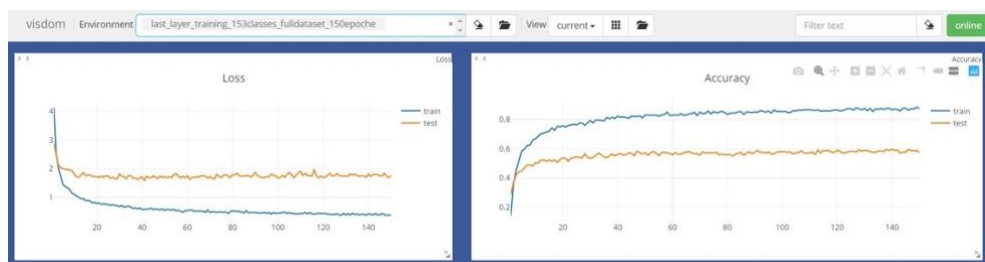 visdom Environment last_layer_training_153classes_fulldataset_150epoche × View current Filter text online
Loss
Loss
4
3
2
1
20 40 60 80 100 120 140
train
test
Accuracy
Accuracy
0.8
0.6
0.4
0.2
20 40 60 80 100 120 140
train
test